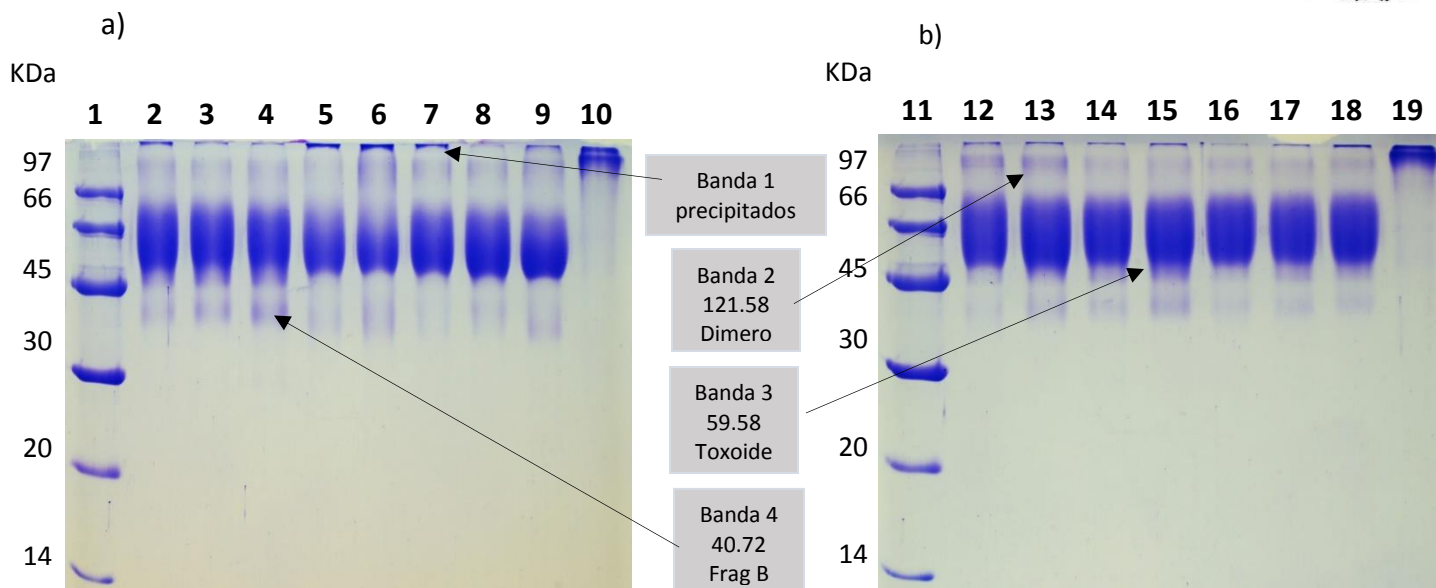 a)
KDa
1 2 3 4 5 6 7 8 9 10
97
66
45
30
20
14
Banda 1
precipitados
Banda 2
121.58
Dimero
Banda 3
59.58
Toxoide
Banda 4
40.72
Frag B
b)
KDa
11 12 13 14 15 16 17 18 19
97
66
45
30
20
14